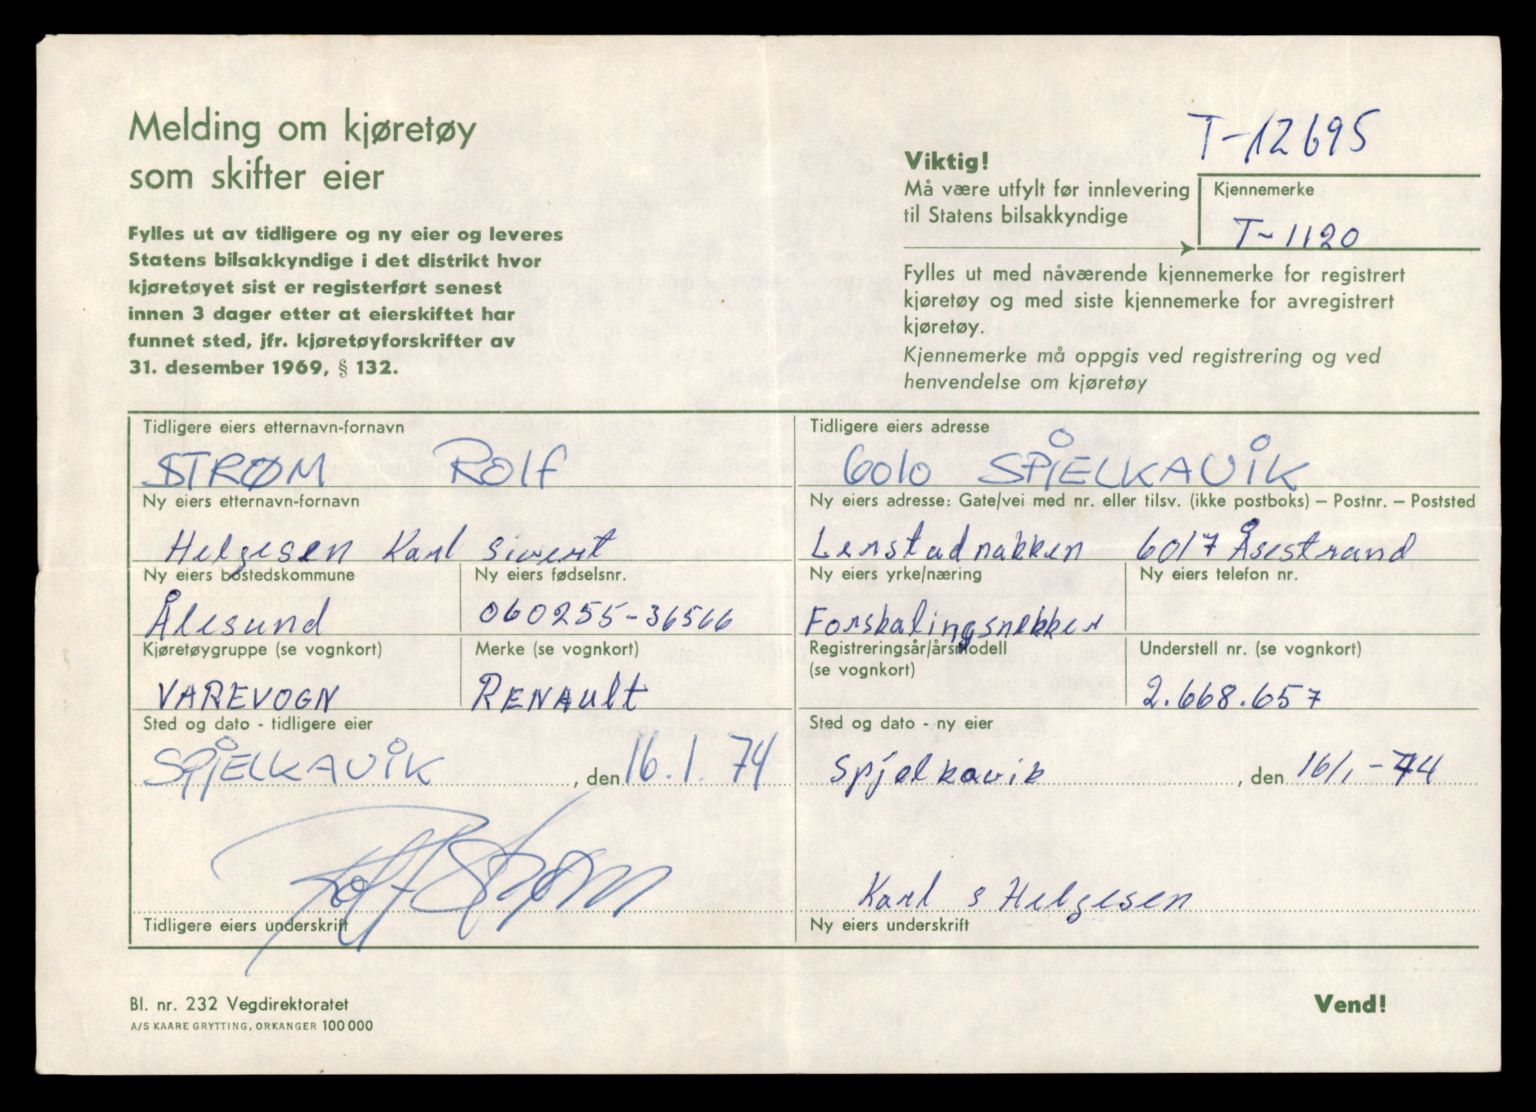 Melding om kjøretøy
som skifter eier
Fylles ut av tidligere og ny eier og leveres
Statens bilsakkyndige i det distrikt hvor
kjøretøyet sist er registerført senest
innen 3 dager etter at eierskiftet har
funnet sted, jfr. kjøretøyforskrifter av
31. desember 1969, § 132.
T-12695
Viktig!
Må være utfylt før innlevering
til Statens bilsakkyndige
Kjennemerke
T-1120
Fylles ut med nåværende kjennemerke for registrert
kjøretøy og med siste kjennemerke for avregistrert
kjøretøy.
Kjennemerke må oppgis ved registrering og ved
henvendelse om kjøretøy
Tidligere eiers etternavn-fornavn
STRØM Rolf
Tidligere eiers adresse
6010 SPJELKAVIK
Ny eiers etternavn-fornavn
Helgesen Karl Sivert
Ny eiers adresse: Gate/vei med nr. eller tilsv. (ikke postboks) – Postnr. – Poststed
Lerstadnakken 6017 Åsestrand
Ny eiers bostedskommune
Ålesund
Ny eiers fødselsnr.
060255-36566
Ny eiers yrke/næring
Forskalingsnekker
Ny eiers telefon nr.
Kjøretøygruppe (se vognkort)
VAREVOGN
Merke (se vognkort)
RENAULT
Registreringsår/årsmodell
(se vognkort)
Understell nr. (se vognkort)
2.668.657
Sted og dato - tidligere eier
SPJELKAVIK, den 16.1.74
Sted og dato - ny eier
Spjelkavik, den 16/1-74
Rolf Strøm
Tidligere eiers underskrift
Karl S Helgesen
Ny eiers underskrift
Bl. nr. 232 Vegdirektoratet
A/S KAARE GRYTTING, ORKANGER 100 000
Vend!